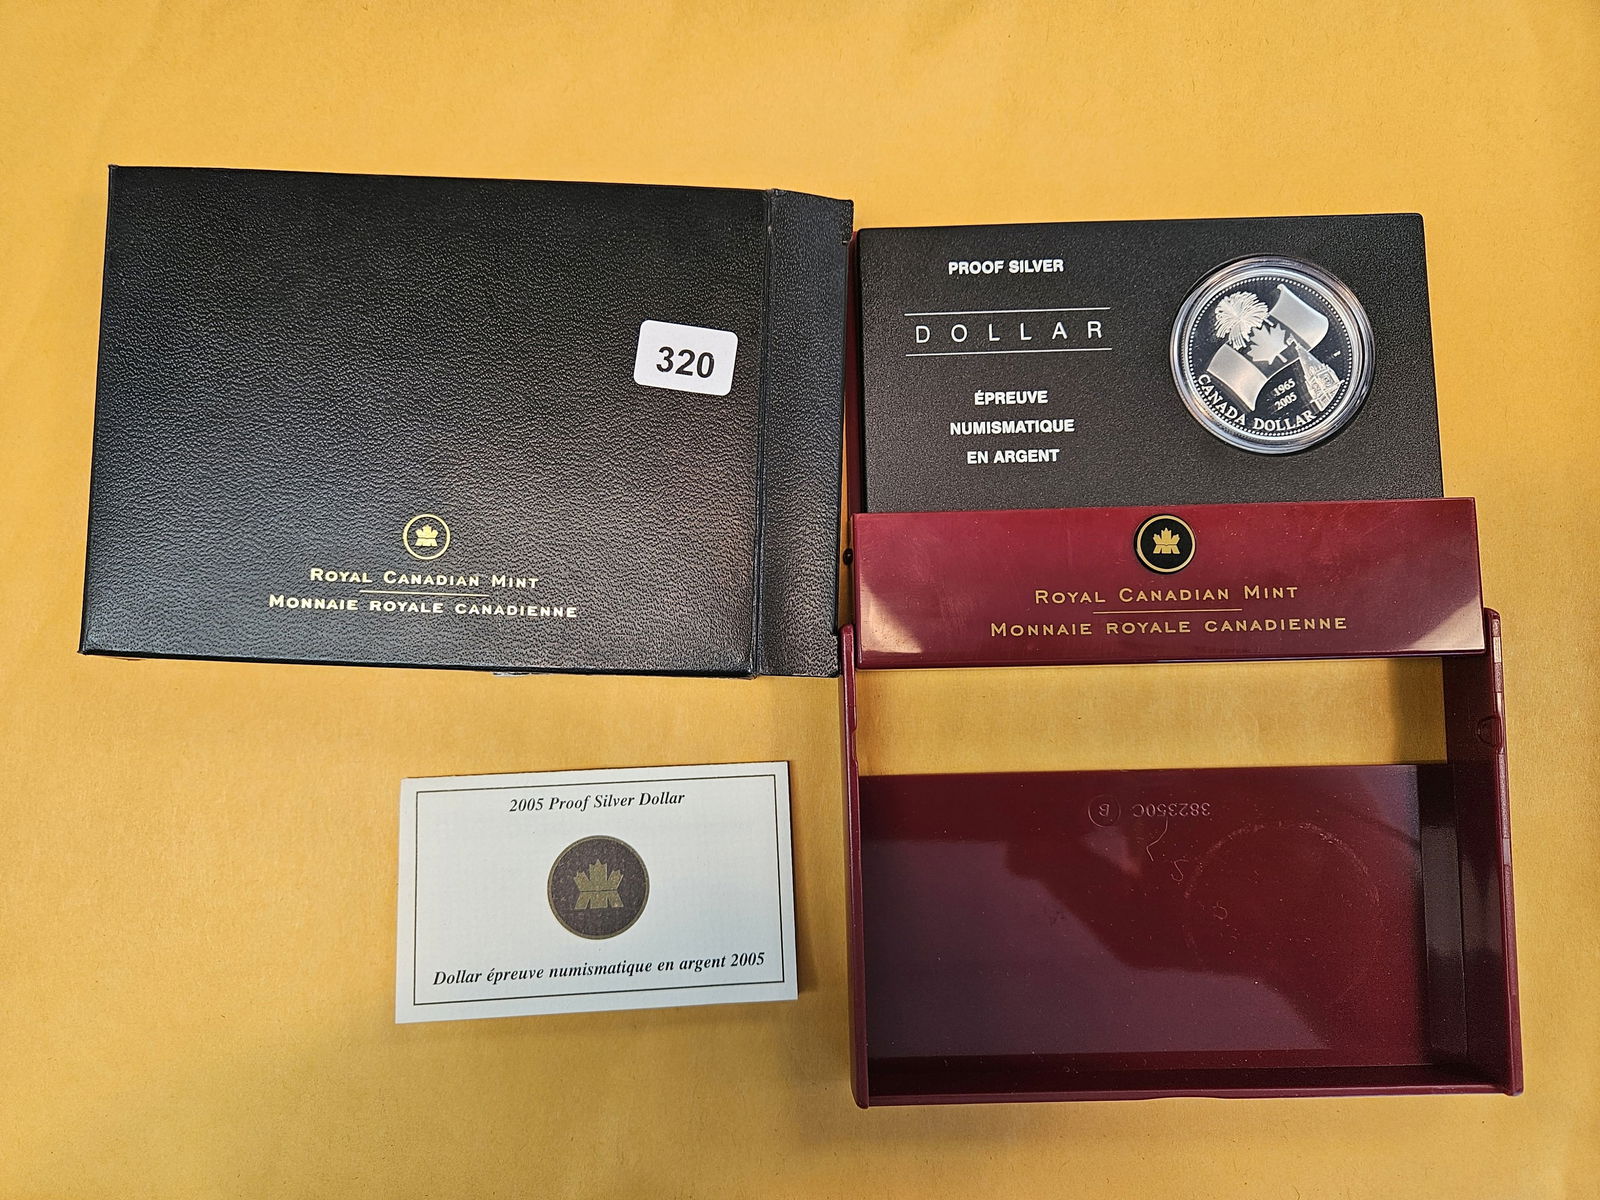 320
ROYAL CANADIAN MINT
MONNAIE ROYALE CANADIENNE
PROOF SILVER
DOLLAR
ÉPREUVE
NUMISMATIQUE
EN ARGENT
1965
2005
CANADA DOLLAR
ROYAL CANADIAN MINT
MONNAIE ROYALE CANADIENNE
382350C B
2005 Proof Silver Dollar
Dollar épreuve numismatique en argent 2005